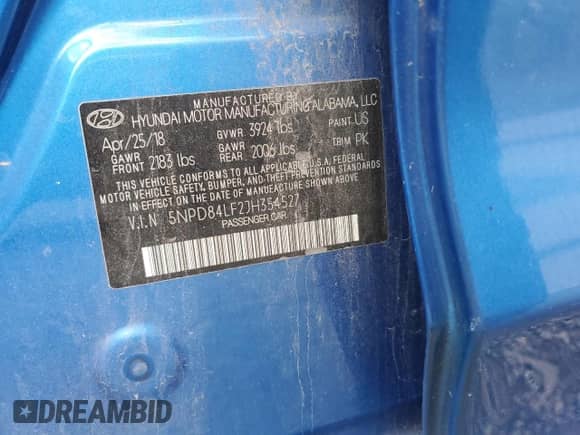 MANUFACTURED BY
HYUNDAI MOTOR MANUFACTURING ALABAMA, LLC
Apr/25/18 GVWR 3924 lbs PAINT US
GAWR FRONT 2183 lbs GAWR REAR 2006 lbs TRIM PK
THIS VEHICLE CONFORMS TO ALL APPLICABLE U.S.A. FEDERAL
MOTOR VEHICLE SAFETY, BUMPER, AND THEFT PREVENTION STANDARDS
IN EFFECT ON THE DATE OF MANUFACTURE SHOWN ABOVE.
V.I.N 5NPD84LF2JH354527
PASSENGER CAR
DREAMBID